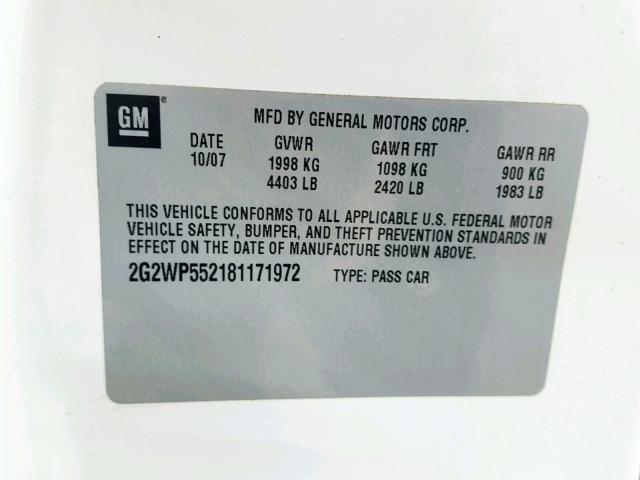 GM ®
MFD BY GENERAL MOTORS CORP.
DATE GVWR GAWR FRT GAWR RR
10/07 1998 KG 1098 KG 900 KG
4403 LB 2420 LB 1983 LB
THIS VEHICLE CONFORMS TO ALL APPLICABLE U.S. FEDERAL MOTOR
VEHICLE SAFETY, BUMPER, AND THEFT PREVENTION STANDARDS IN
EFFECT ON THE DATE OF MANUFACTURE SHOWN ABOVE.
2G2WP552181171972 TYPE: PASS CAR